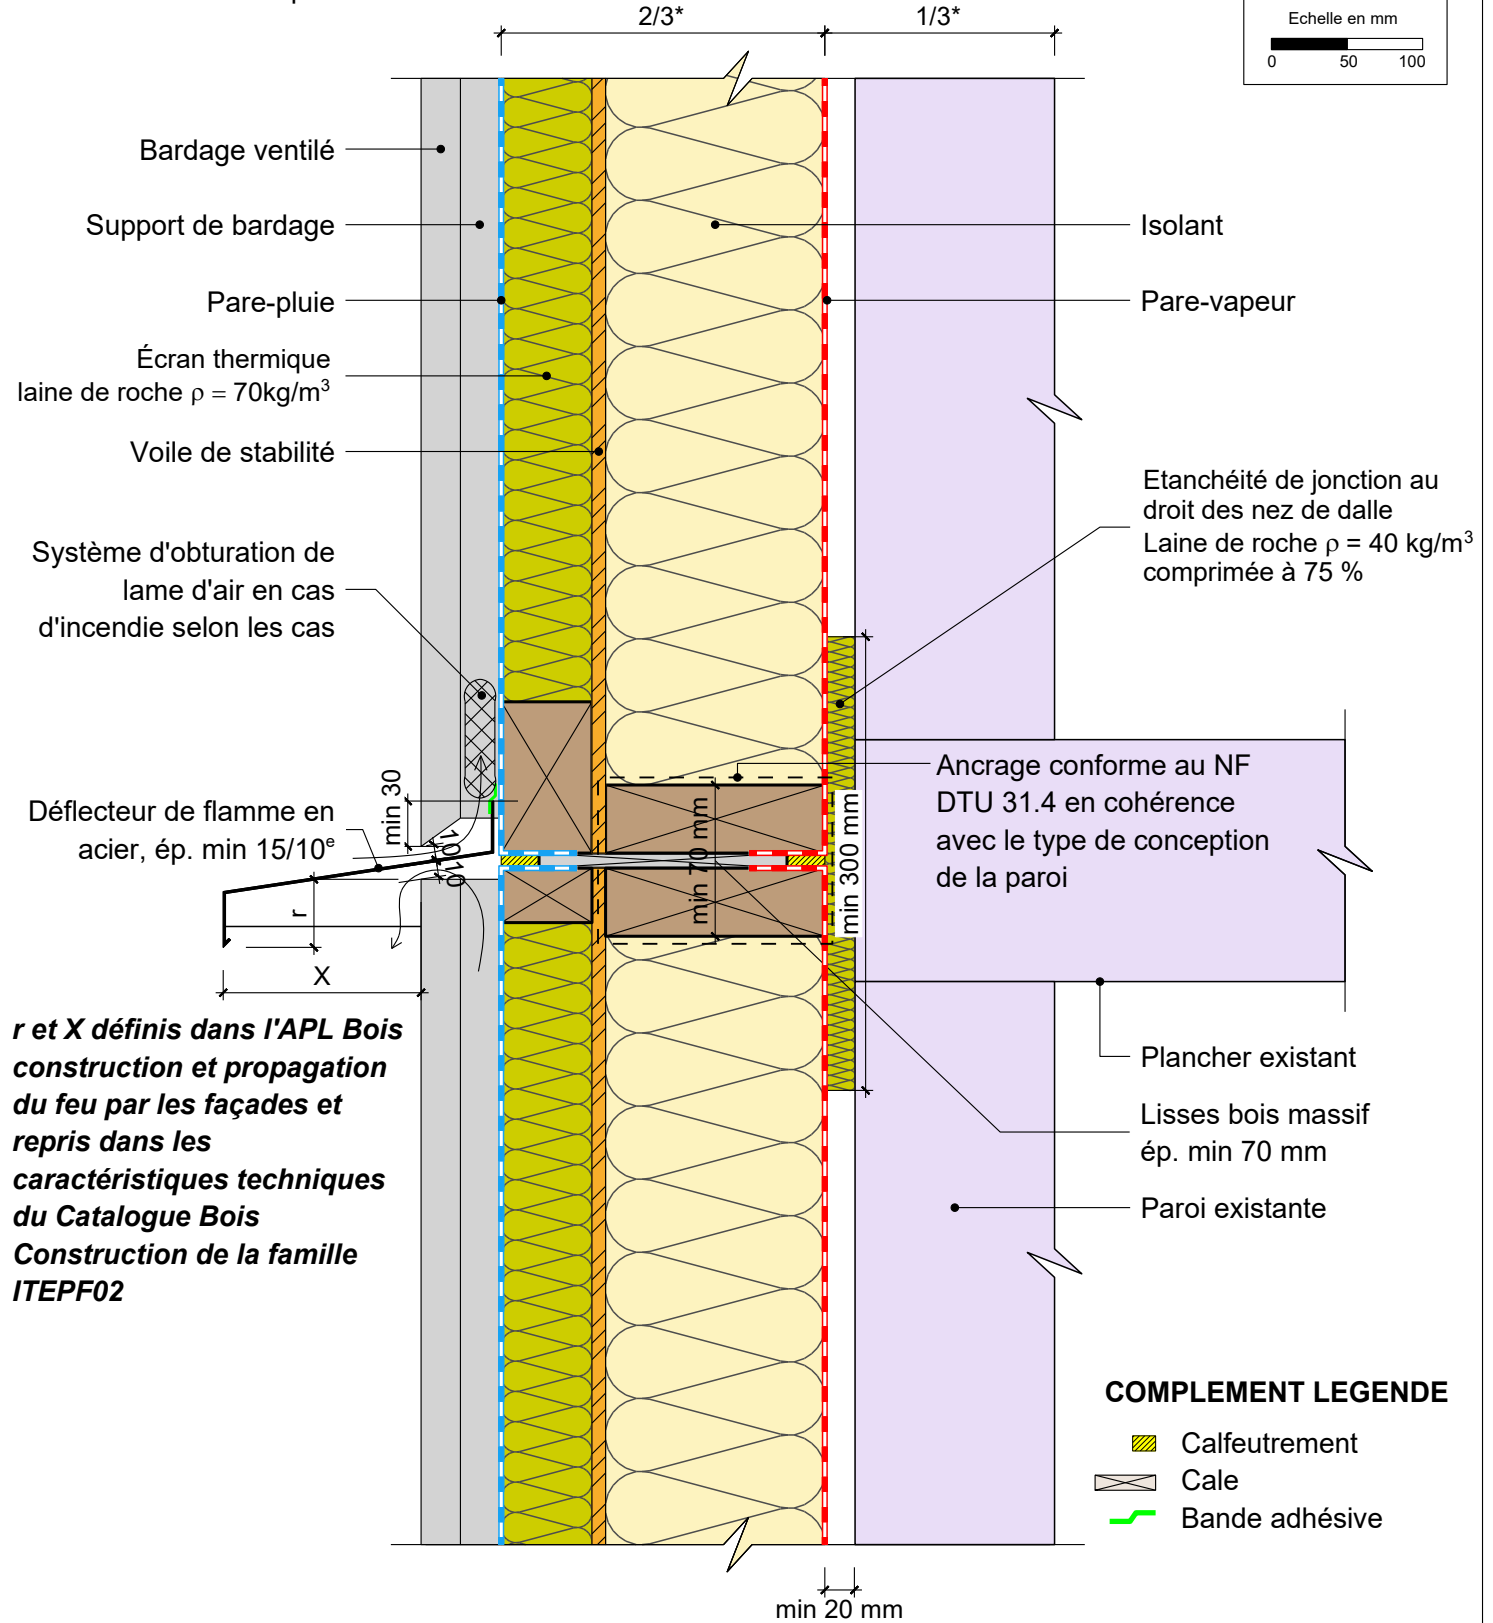 2/3*
1/3*
Echelle en mm
0 50 100
Bardage ventilé
Support de bardage
Pare-pluie
Écran thermique
laine de roche ρ = 70kg/m³
Voile de stabilité
Système d'obturation de
lame d'air en cas
d'incendie selon les cas
Déflecteur de flamme en
acier, ép. min 15/10ᵉ
min 30
10
10
r
X
r et X définis dans l'APL Bois
construction et propagation
du feu par les façades et
repris dans les
caractéristiques techniques
du Catalogue Bois
Construction de la famille
ITEPF02
Isolant
Pare-vapeur
Etanchéité de jonction au
droit des nez de dalle
Laine de roche ρ = 40 kg/m³
comprimée à 75 %
Ancrage conforme au NF
DTU 31.4 en cohérence
avec le type de conception
de la paroi
min 70 mm
min 300 mm
Plancher existant
Lisses bois massif
ép. min 70 mm
Paroi existante
COMPLEMENT LEGENDE
Calfeutrement
Cale
Bande adhésive
min 20 mm